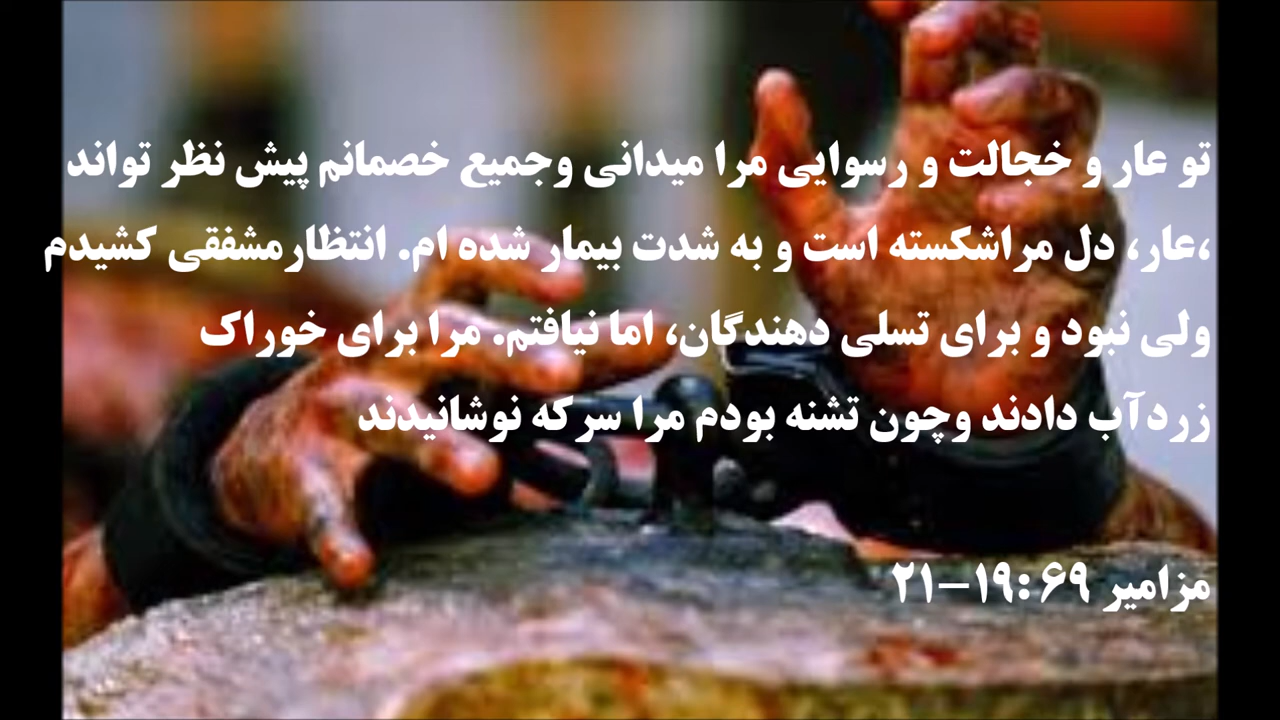 تو عار و خجالت و رسوایی مرا میدانی وجمیع خصمانم پیش نظر تواند
،عار، دل مراشکسته است و به شدت بیمار شده ام. انتظارمشفقی کشیدم
ولی نبود و برای تسلی دهندگان، اما نیافتم. مرا برای خوراک
زردآب دادند وچون تشنه بودم مرا سرکه نوشانیدند
مزامیر ۶۹:۱۹-۲۱